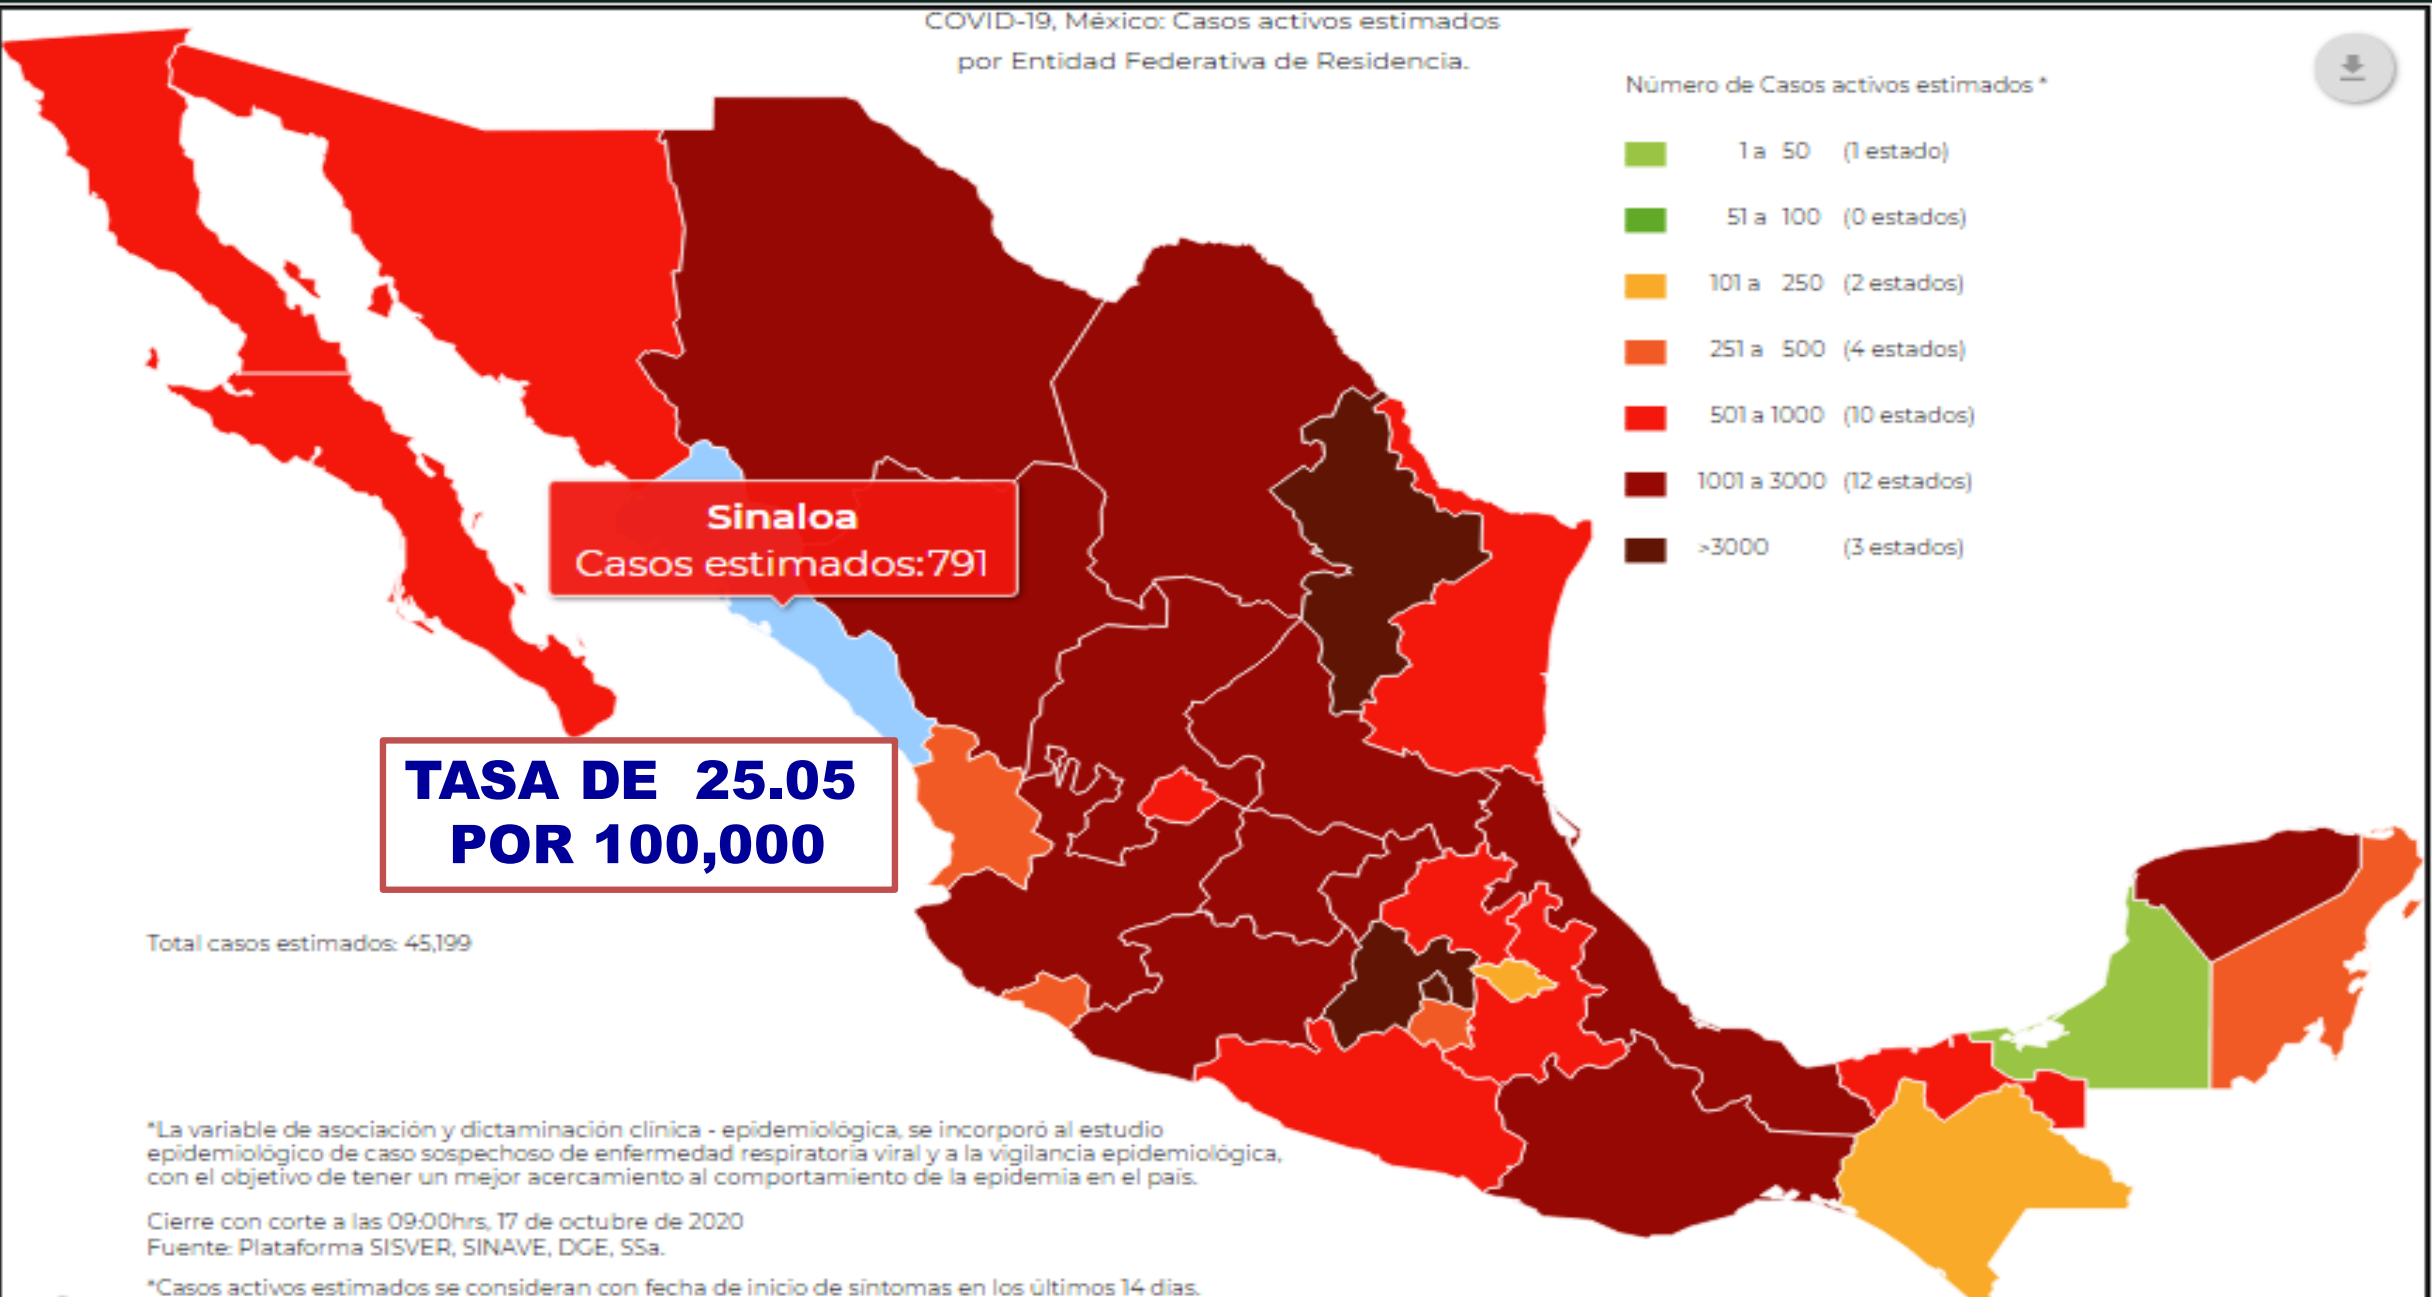 COVID-19, México: Casos activos estimados
por Entidad Federativa de Residencia.
Número de Casos activos estimados *
1 a 50 (1 estado)
51 a 100 (0 estados)
101 a 250 (2 estados)
251 a 500 (4 estados)
501 a 1000 (10 estados)
1001 a 3000 (12 estados)
>3000 (3 estados)
Sinaloa
Casos estimados:791
TASA DE 25.05
POR 100,000
Total casos estimados: 45,199
*La variable de asociación y dictaminación clínica - epidemiológica, se incorporó al estudio
epidemiológico de caso sospechoso de enfermedad respiratoria viral y a la vigilancia epidemiológica,
con el objetivo de tener un mejor acercamiento al comportamiento de la epidemia en el país.
Cierre con corte a las 09:00hrs, 17 de octubre de 2020
Fuente: Plataforma SISVER, SINAVE, DGE, SSa.
*Casos activos estimados se consideran con fecha de inicio de síntomas en los últimos 14 días.